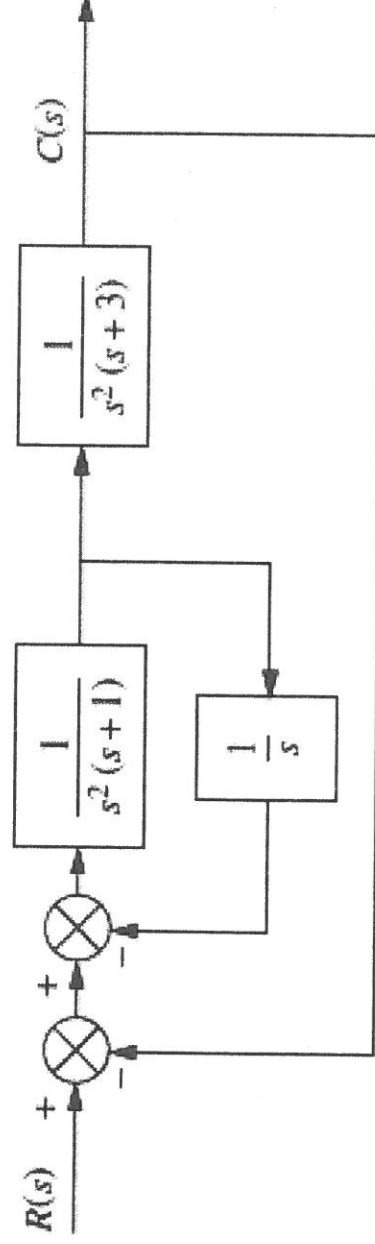 R(s)
+
−
+
−
1
s² (s + 1)
1
s
1
s² (s + 3)
C(s)